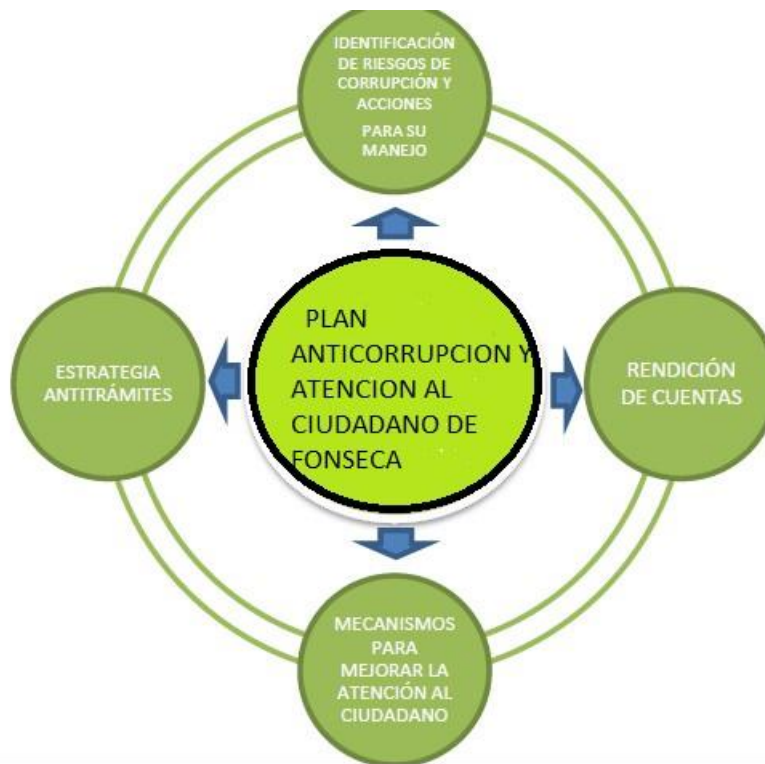 IDENTIFICACIÓN
DE RIESGOS DE
CORRUPCIÓN Y
ACCIONES
PARA SU
MANEJO
PLAN
ANTICORRUPCION Y
ATENCION AL
CIUDADANO DE
FONSECA
ESTRATEGIA
ANTITRÁMITES
RENDICIÓN
DE CUENTAS
MECANISMOS
PARA
MEJORAR LA
ATENCIÓN AL
CIUDADANO